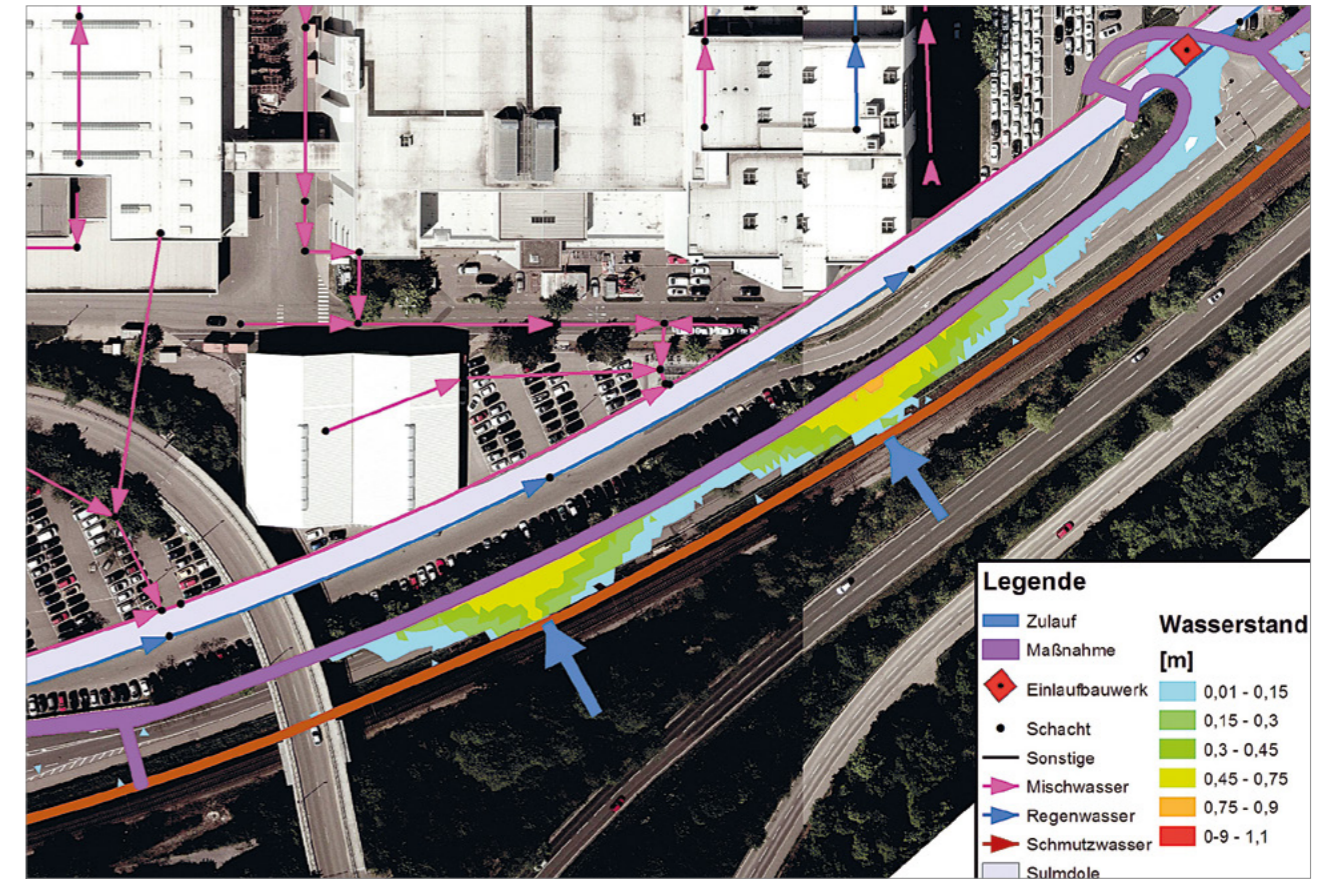 Legende
Zulauf
Maßnahme
Einlaufbauwerk
Schacht
Sonstige
Mischwasser
Regenwasser
Schmutzwasser
Sulmdole
Wasserstand
[m]
0,01 - 0,15
0,15 - 0,3
0,3 - 0,45
0,45 - 0,75
0,75 - 0,9
0-9 - 1,1